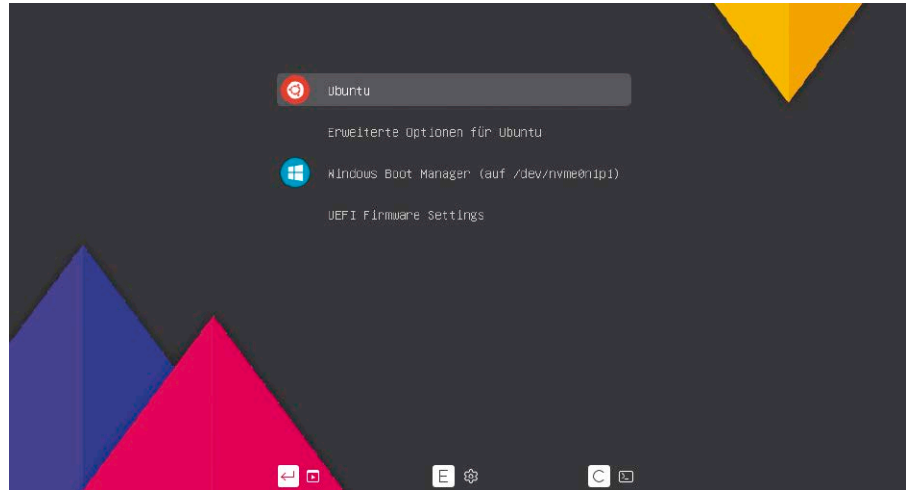 Ubuntu
Erweiterte Optionen für Ubuntu
Windows Boot Manager (auf /dev/nvme0n1p1)
UEFI Firmware Settings
E
C